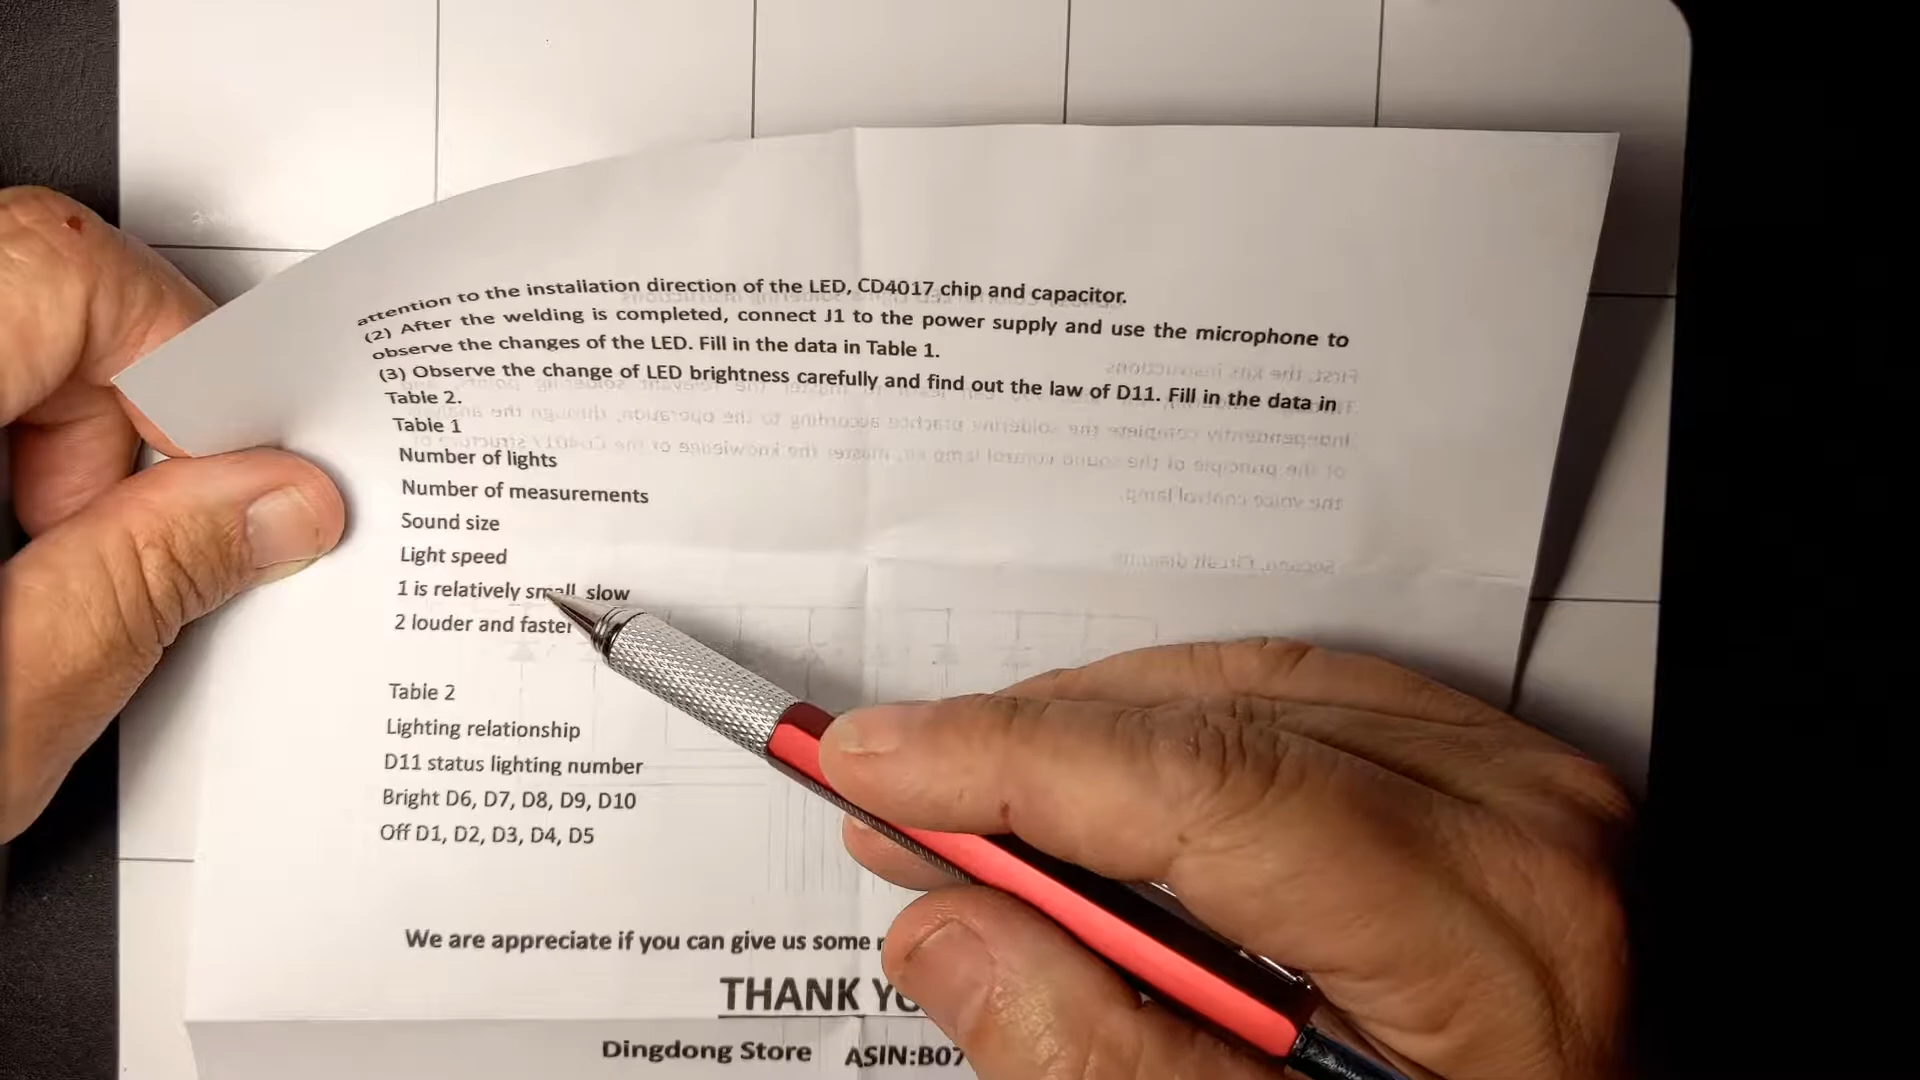 attention to the installation direction of the LED, CD4017 chip and capacitor.
(2) After the welding is completed, connect J1 to the power supply and use the microphone to
observe the changes of the LED. Fill in the data in Table 1.
(3) Observe the change of LED brightness carefully and find out the law of D11. Fill in the data in
Table 2.
Table 1
Number of lights
Number of measurements
Sound size
Light speed
1 is relatively small slow
2 louder and faster
Table 2
Lighting relationship
D11 status lighting number
Bright D6, D7, D8, D9, D10
Off D1, D2, D3, D4, D5
We are appreciate if you can give us some
THANK
Dingdong Store ASIN:B07